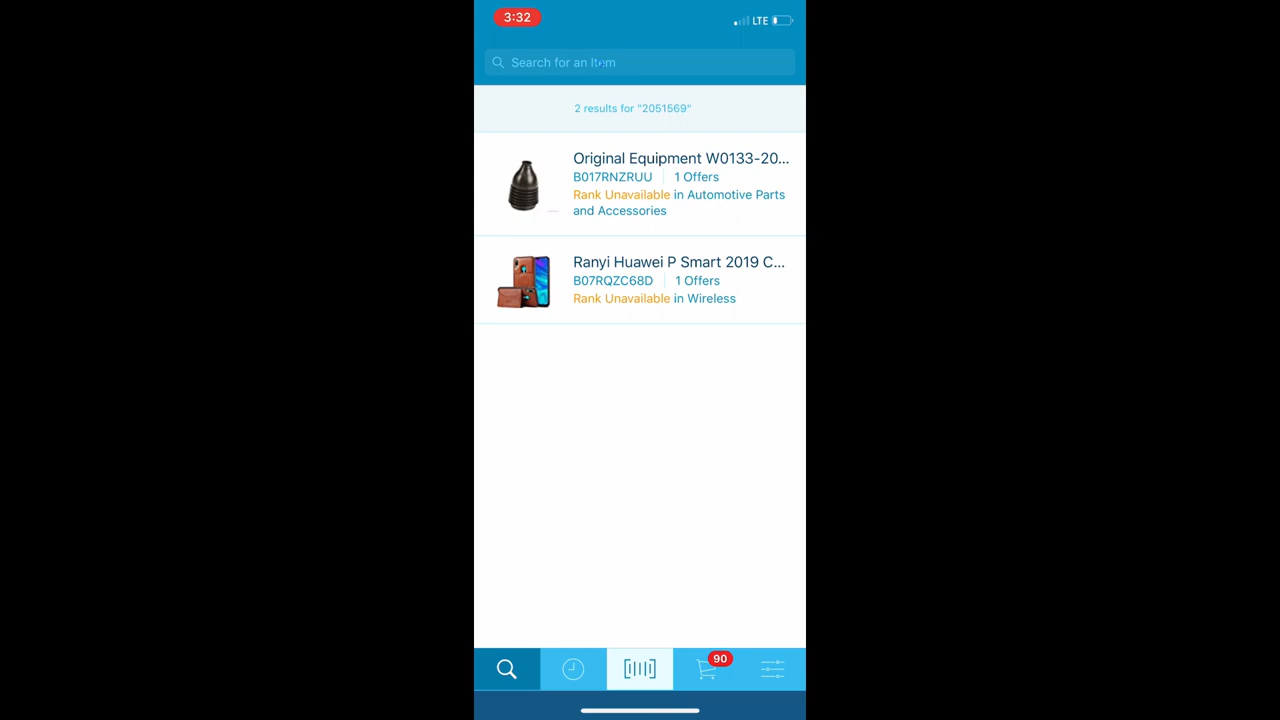 3:32
LTE
Search for an Item
2 results for "2051569"
Original Equipment W0133-20...
B017RNZRUU 1 Offers
Rank Unavailable in Automotive Parts
and Accessories
Ranyi Huawei P Smart 2019 C...
B07RQZC68D 1 Offers
Rank Unavailable in Wireless
90